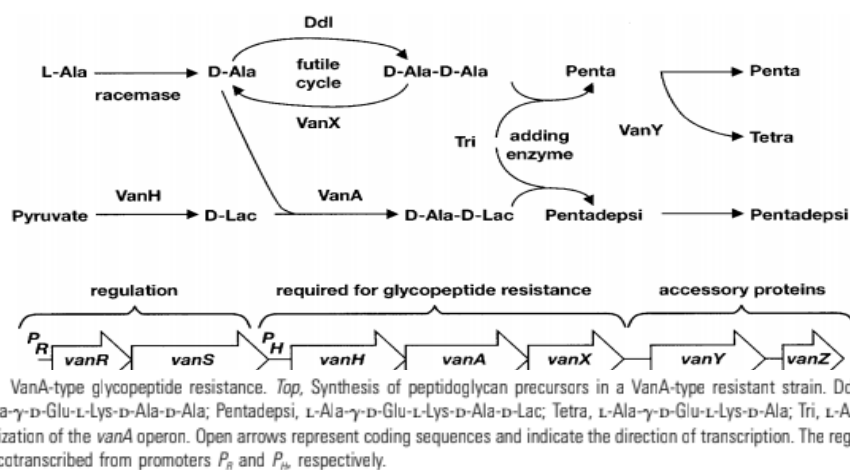 Ddl
L-Ala D-Ala futile cycle D-Ala-D-Ala Penta Penta
racemase
VanX Tri adding enzyme VanY Tetra
VanH VanA
Pyruvate D-Lac D-Ala-D-Lac Pentadepsi Pentadepsi
regulation required for glycopeptide resistance accessory proteins
PR vanR vanS PH vanH vanA vanX vanY vanZ
VanA-type glycopeptide resistance. Top, Synthesis of peptidoglycan precursors in a VanA-type resistant strain.
a-γ-D-Glu-L-Lys-D-Ala-D-Ala; Pentadepsi, L-Ala-γ-D-Glu-L-Lys-D-Ala-D-Lac; Tetra, L-Ala-γ-D-Glu-L-Lys-D-Ala; Tri,
ization of the vanA operon. Open arrows represent coding sequences and indicate the direction of transcription. The reg
cotranscribed from promoters PR and PH, respectively.